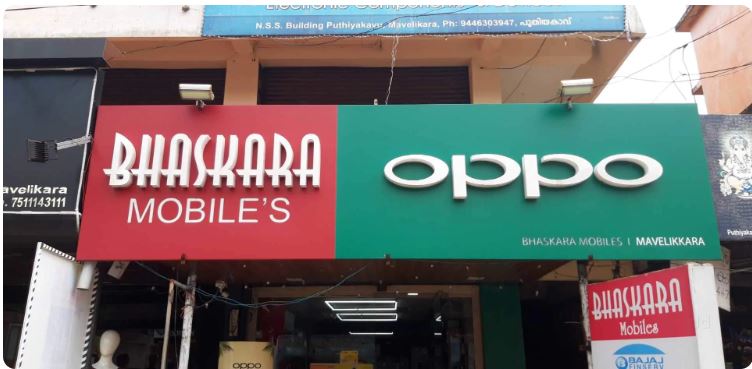 N.S.S. Building Puthiyakavu, Mavelikara, Ph: 9446303947, പുതിയകാവ്
avelikara
7511143111
BHASKARA
MOBILE'S
OPPO
BHASKARA MOBILES | MAVELIKKARA
Puthiyaka
BHASKARA
Mobiles
BAJAJ
FINSERV
oppo